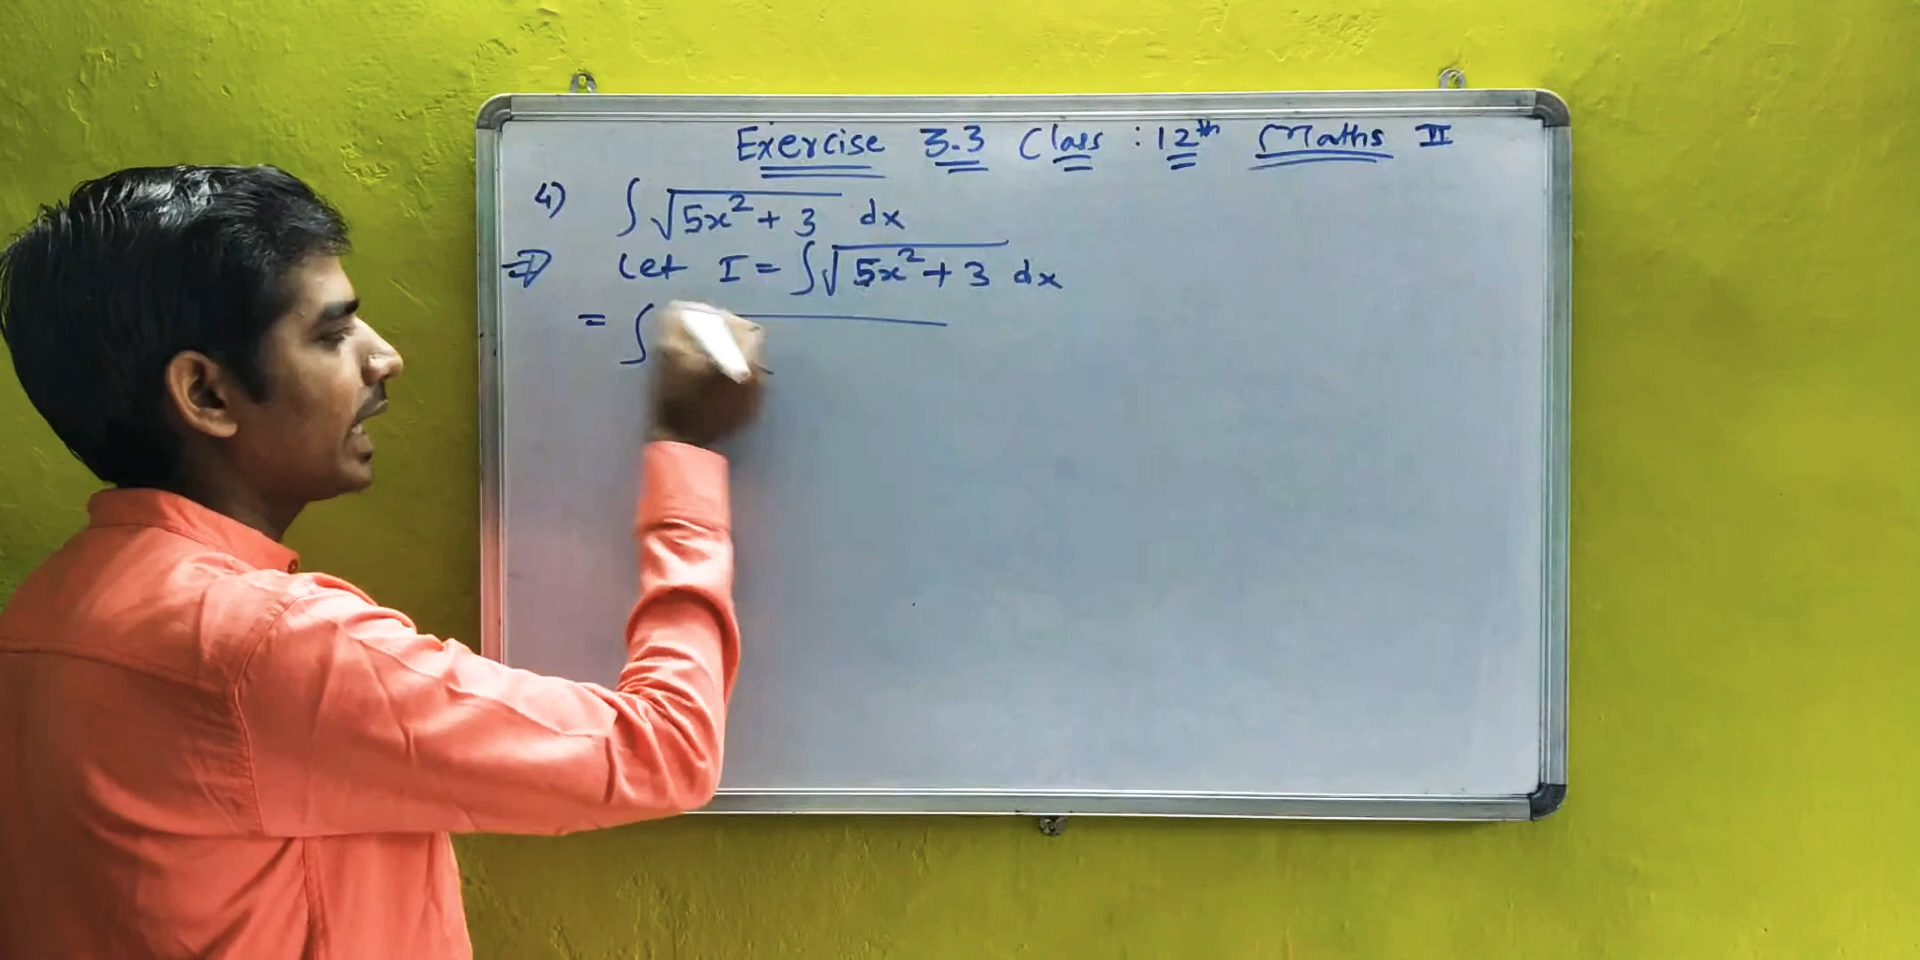 Exercise 3.3 Class : 12th Maths II
4) ∫ √5x² + 3 dx
⇒ Let I = ∫ √5x² + 3 dx
= ∫